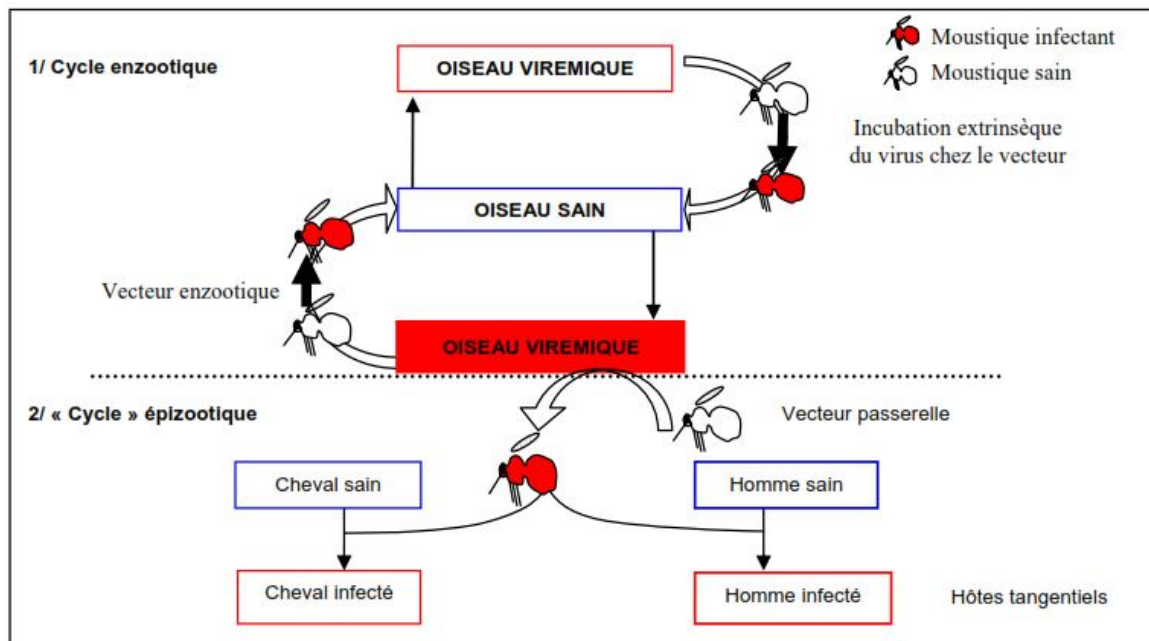 Moustique infectant
1/ Cycle enzootique
OISEAU VIREMIQUE
Moustique sain
Incubation extrinsèque
du virus chez le vecteur
OISEAU SAIN
Vecteur enzootique
OISEAU VIREMIQUE
2/ « Cycle » épizootique
Vecteur passerelle
Cheval sain
Homme sain
Cheval infecté
Homme infecté
Hôtes tangentiels